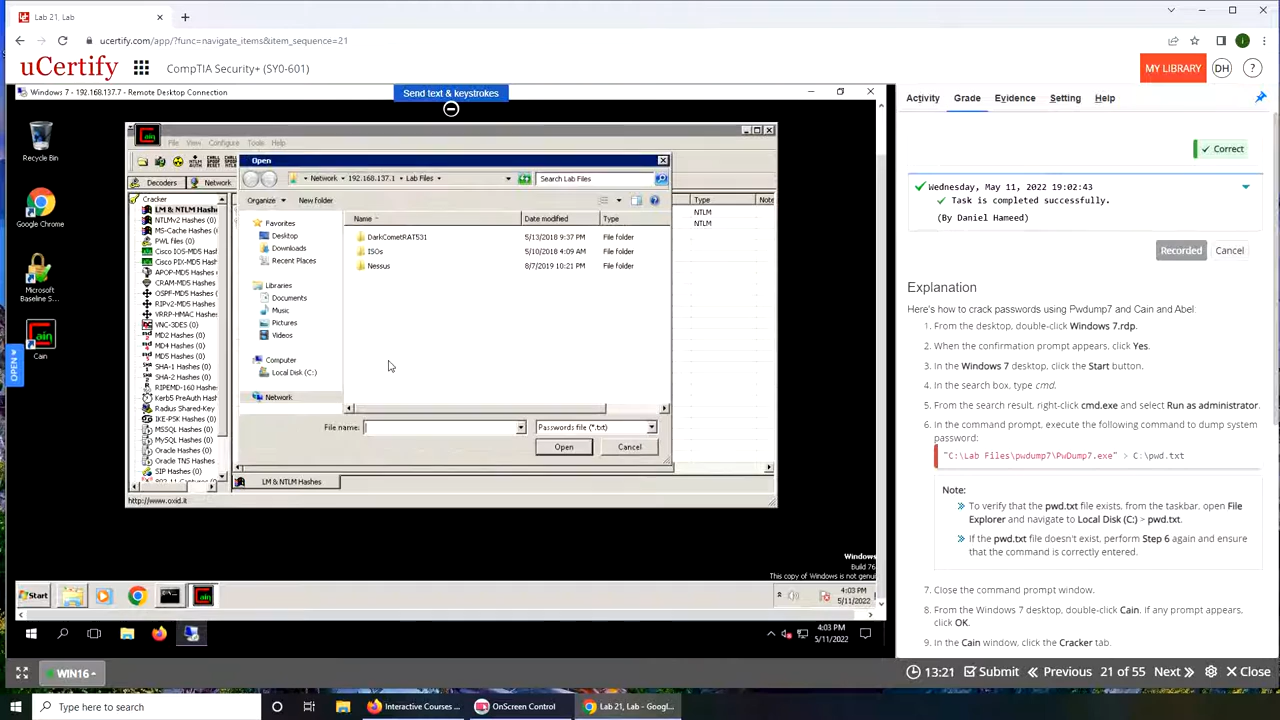 Lab 21, Lab
ucertify.com/app/?func=navigate_items&item_sequence=21
uCertify
CompTIA Security+ (SY0-601)
MY LIBRARY
DH
?
Windows 7 - 192.168.137.7 - Remote Desktop Connection
Send text & keystrokes
Activity
Grade
Evidence
Setting
Help
Recycle Bin
Google Chrome
Microsoft
Baseline S...
Cain
OPEN
File
View
Configure
Tools
Help
Decoders
Network
Cracker
LM & NTLM Hashe
NTLMv2 Hashes (0)
MS-Cache Hashes (0)
PWL files (0)
Cisco IOS-MD5 Hashe
Cisco PIX-MD5 Hashe
APOP-MD5 Hashes (0)
CRAM-MD5 Hashes (0)
OSPF-MD5 Hashes (0)
RIPv2-MD5 Hashes (0)
VRRP-HMAC Hashes (0)
VNC-3DES (0)
MD2 Hashes (0)
MD4 Hashes (0)
MD5 Hashes (0)
SHA-1 Hashes (0)
SHA-2 Hashes (0)
RIPEMD-160 Hashes
Kerb5 PreAuth Hashe
Radius Shared-Key
IKE-PSK Hashes (0)
MSSQL Hashes (0)
MySQL Hashes (0)
Oracle Hashes (0)
Oracle TNS Hashes
SIP Hashes (0)
LM & NTLM Hashes
http://www.oxid.it
Type
Note
NTLM
NTLM
Open
Network
192.168.137.1
Lab Files
Search Lab Files
Organize
New folder
Favorites
Desktop
Downloads
Recent Places
Libraries
Documents
Music
Pictures
Videos
Computer
Local Disk (C:)
Network
Name
Date modified
Type
DarkCometRAT531 5/13/2018 9:37 PM File folder
ISOs 5/10/2018 4:09 AM File folder
Nessus 8/7/2019 10:21 PM File folder
File name:
Passwords file (*.txt)
Open
Cancel
Windows
Build 76
This copy of Windows is not genui
Start
4:03 PM
5/11/2022
4:03 PM
5/11/2022
Correct
Wednesday, May 11, 2022 19:02:43
Task is completed successfully.
(By Daniel Hameed)
Recorded
Cancel
Explanation
Here's how to crack passwords using Pwdump7 and Cain and Abel:
1. From the desktop, double-click Windows 7.rdp.
2. When the confirmation prompt appears, click Yes.
3. In the Windows 7 desktop, click the Start button.
4. In the search box, type cmd.
5. From the search result, right-click cmd.exe and select Run as administrator.
6. In the command prompt, execute the following command to dump system
password:
"C:\Lab Files\pwdump7\PwDump7.exe" > C:\pwd.txt
Note:
To verify that the pwd.txt file exists, from the taskbar, open File
Explorer and navigate to Local Disk (C:) > pwd.txt.
If the pwd.txt file doesn't exist, perform Step 6 again and ensure
that the command is correctly entered.
7. Close the command prompt window.
8. From the Windows 7 desktop, double-click Cain. If any prompt appears,
click OK.
9. In the Cain window, click the Cracker tab.
WIN16
13:21
Submit
Previous
21 of 55
Next
Close
Type here to search
Interactive Courses ...
OnScreen Control
Lab 21, Lab - Googl...